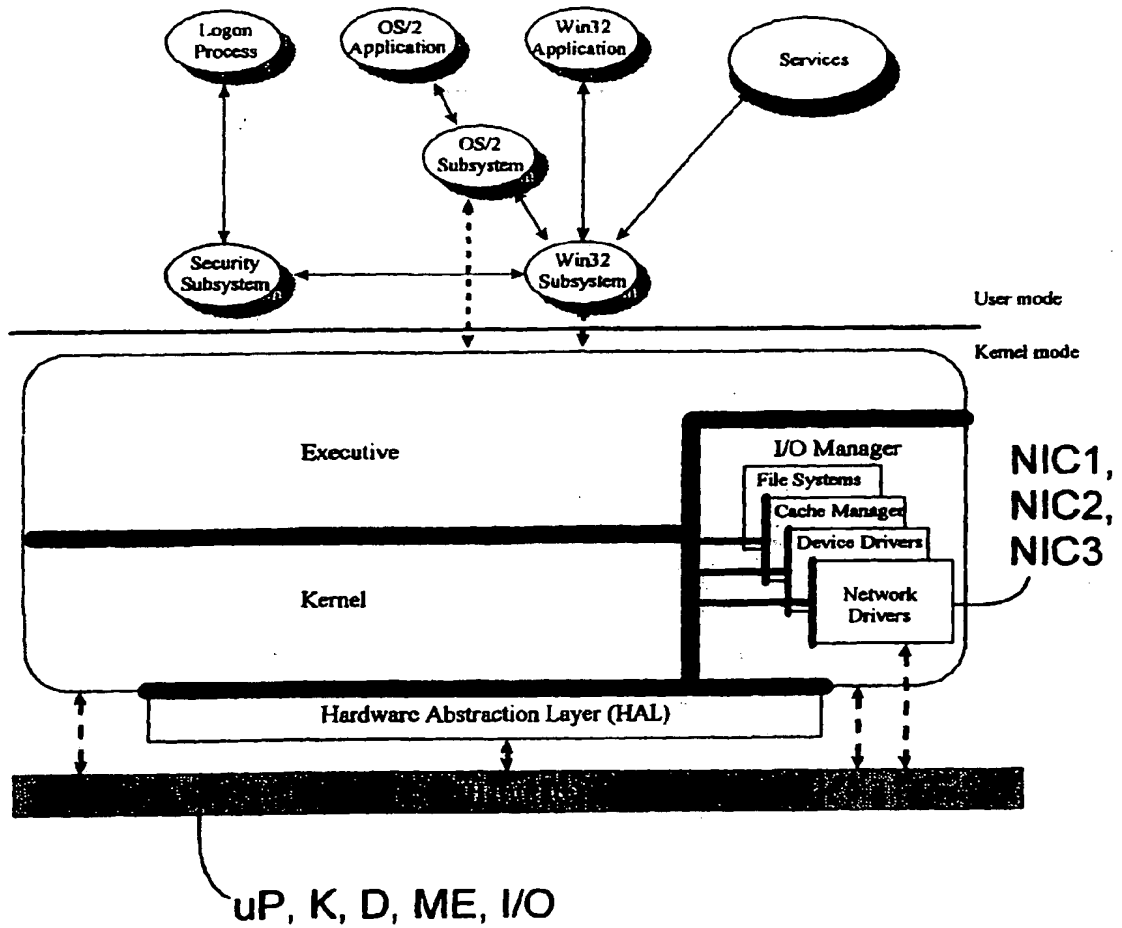 Logon
Process
OS/2
Application
Win32
Application
Services
OS/2
Subsystem
Security
Subsystem
Win32
Subsystem
User mode
Kernel mode
Executive
I/O Manager
File Systems
Cache Manager
Device Drivers
Network
Drivers
NIC1,
NIC2,
NIC3
Kernel
Hardware Abstraction Layer (HAL)
uP, K, D, ME, I/O